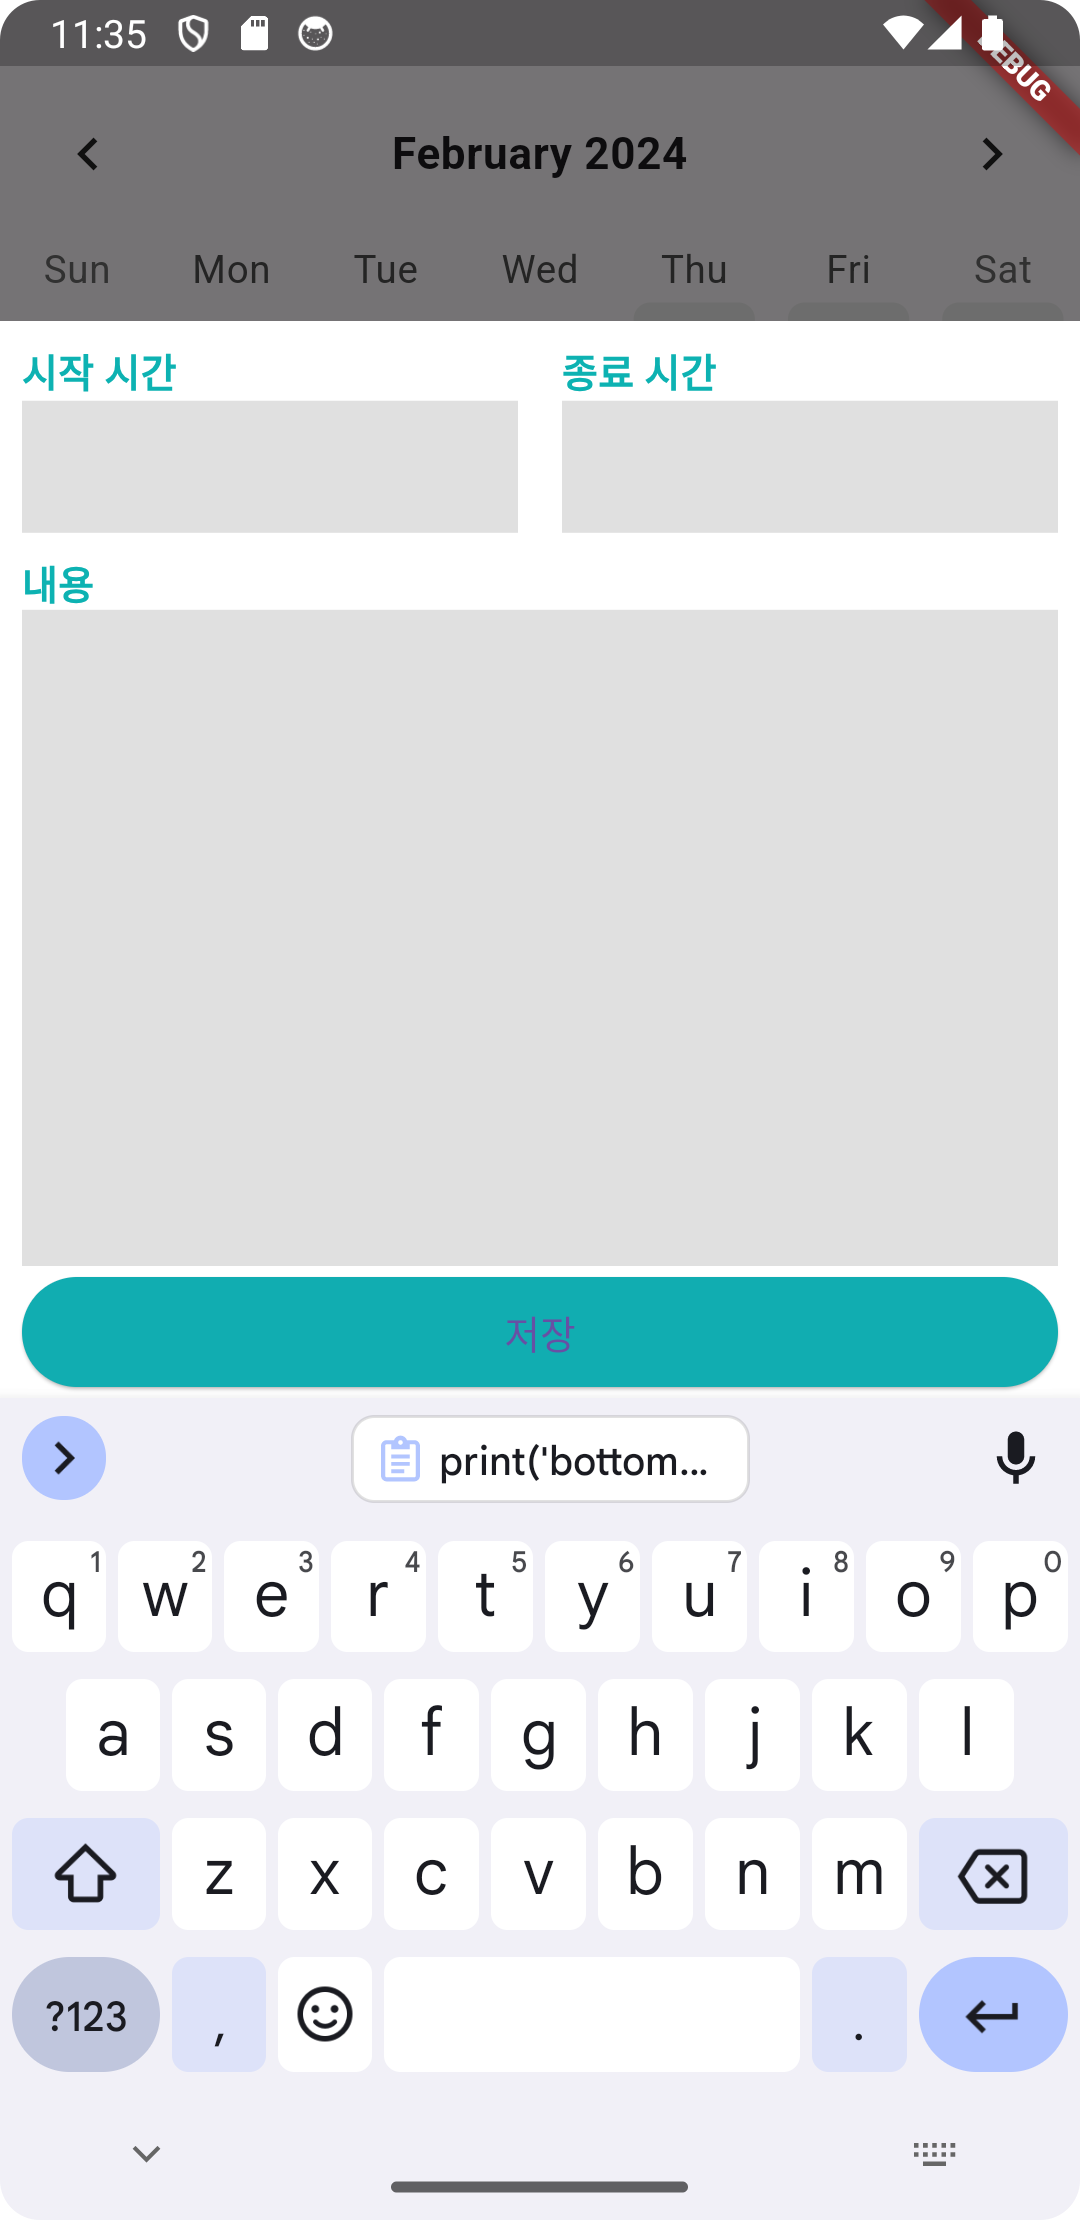 11:35
DEBUG
February 2024
Sun Mon Tue Wed Thu Fri Sat
시작 시간 종료 시간
내용
저장
print('bottom...
q 1 w 2 e 3 r 4 t 5 y 6 u 7 i 8 o 9 p 0
a s d f g h j k l
z x c v b n m
?123 , .